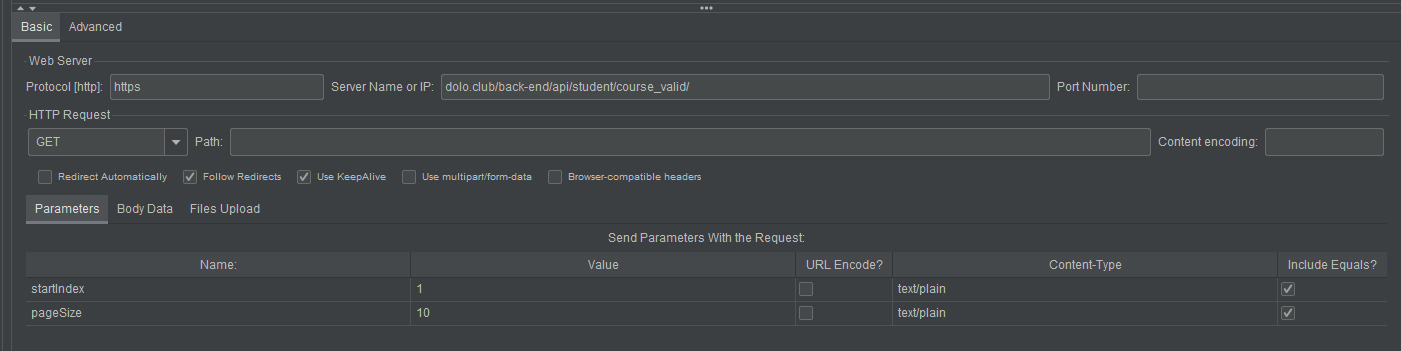 Basic Advanced
Web Server
Protocol [http]: https Server Name or IP: dolo.club/back-end/api/student/course_valid/ Port Number:
HTTP Request
GET Path: Content encoding:
Redirect Automatically Follow Redirects Use KeepAlive Use multipart/form-data Browser-compatible headers
Parameters Body Data Files Upload
Send Parameters With the Request:
Name: Value URL Encode? Content-Type Include Equals?
startIndex 1 text/plain
pageSize 10 text/plain